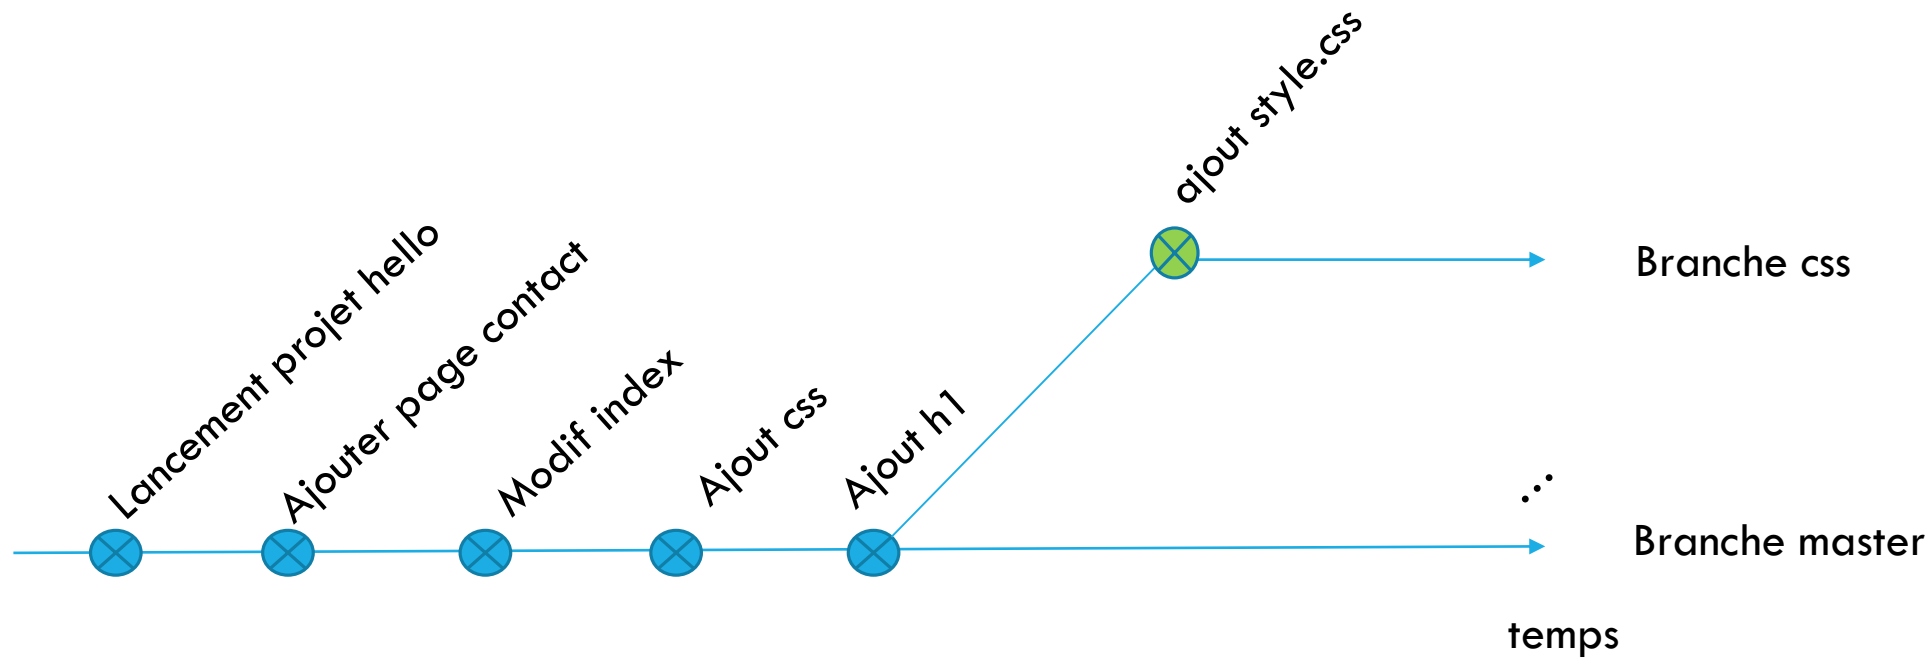 Lancement projet hello
Ajouter page contact
Modif index
Ajout css
Ajout h1
ajout style.css
Branche css
...
Branche master
temps